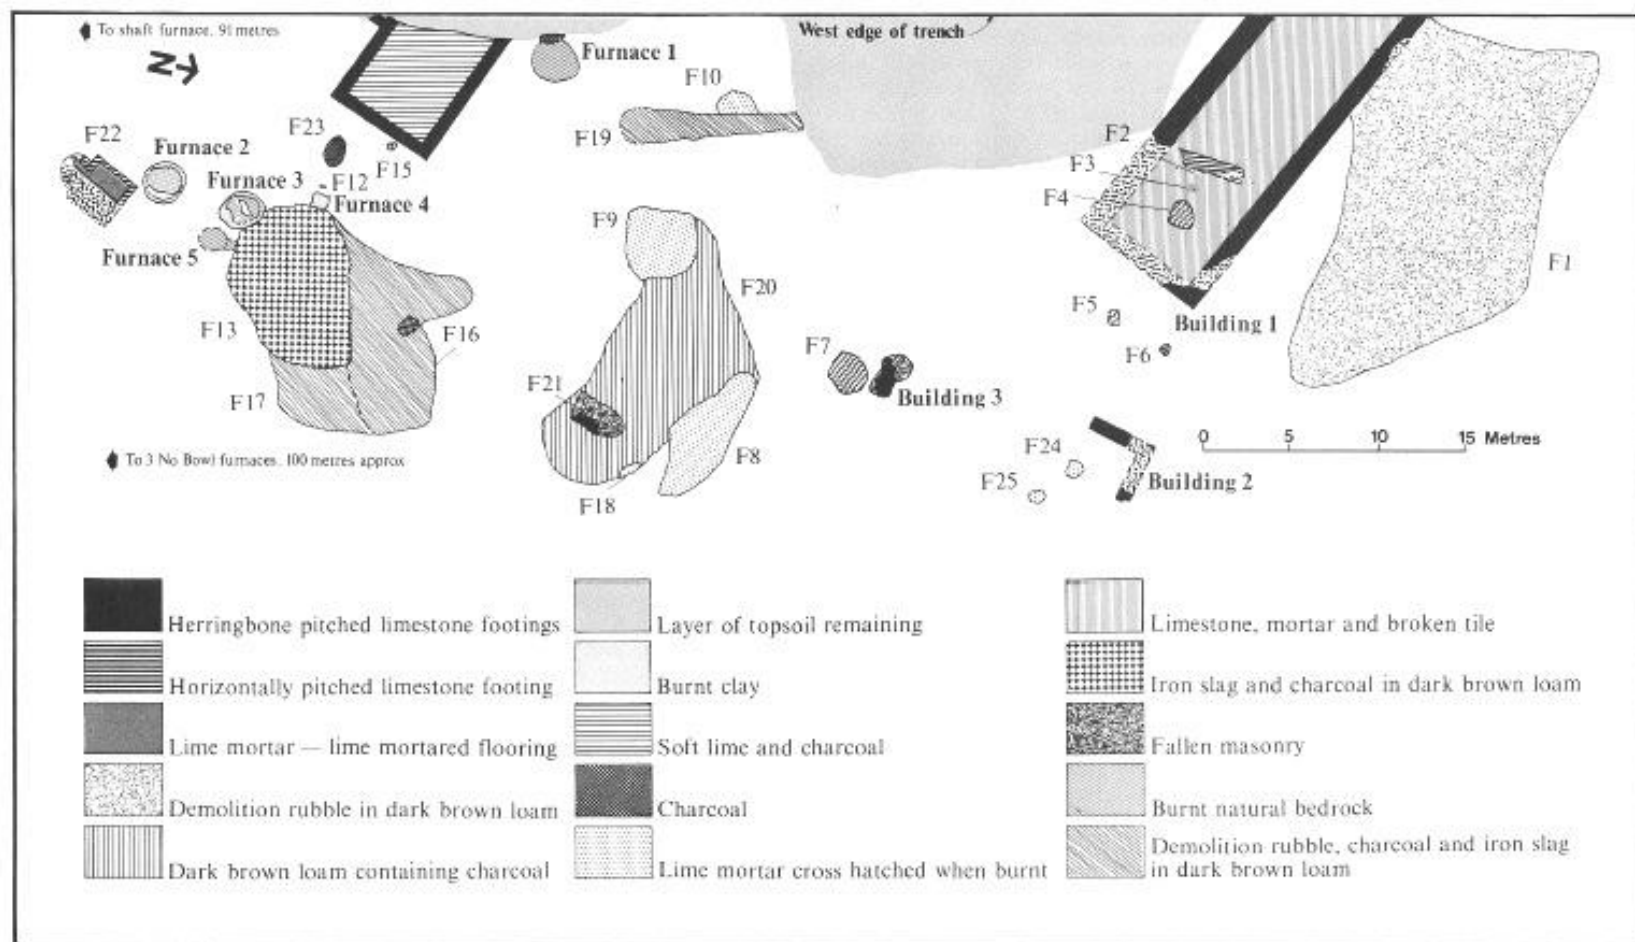 To shaft furnace. 91 metres
West edge of trench
N
Furnace 1
F10
F19
F22
Furnace 2
F23
F15
F12
Furnace 3
Furnace 4
Furnace 5
F13
F16
F17
F9
F20
F21
F8
F18
F2
F3
F4
F1
F5
F6
Building 1
F7
Building 3
F24
F25
Building 2
0 5 10 15 Metres
To 3 No Bowl furnaces. 100 metres approx
Herringbone pitched limestone footings
Horizontally pitched limestone footing
Lime mortar — lime mortared flooring
Demolition rubble in dark brown loam
Dark brown loam containing charcoal
Layer of topsoil remaining
Burnt clay
Soft lime and charcoal
Charcoal
Lime mortar cross hatched when burnt
Limestone, mortar and broken tile
Iron slag and charcoal in dark brown loam
Fallen masonry
Burnt natural bedrock
Demolition rubble, charcoal and iron slag
in dark brown loam